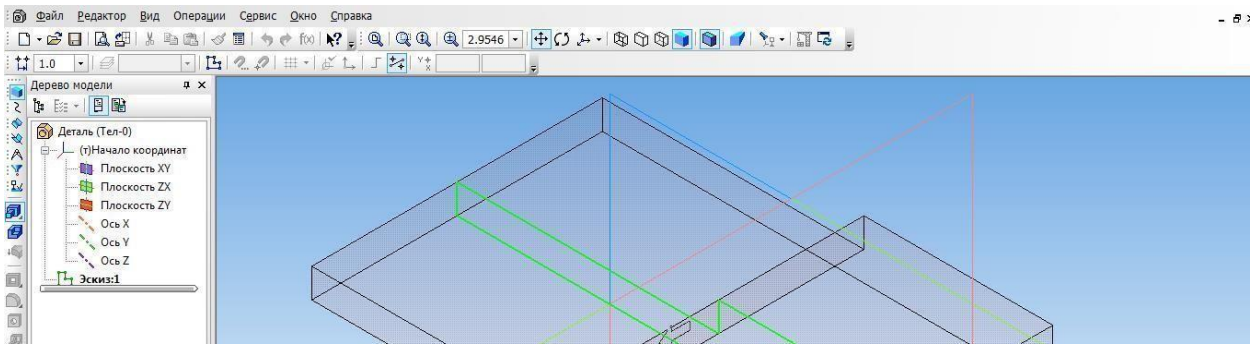 Файл Редактор Вид Операции Сервис Окно Справка
f(x) 2.9546
1.0
Дерево модели
Деталь (Тел-0)
(т)Начало координат
Плоскость XY
Плоскость ZX
Плоскость ZY
Ось X
Ось Y
Ось Z
Эскиз:1